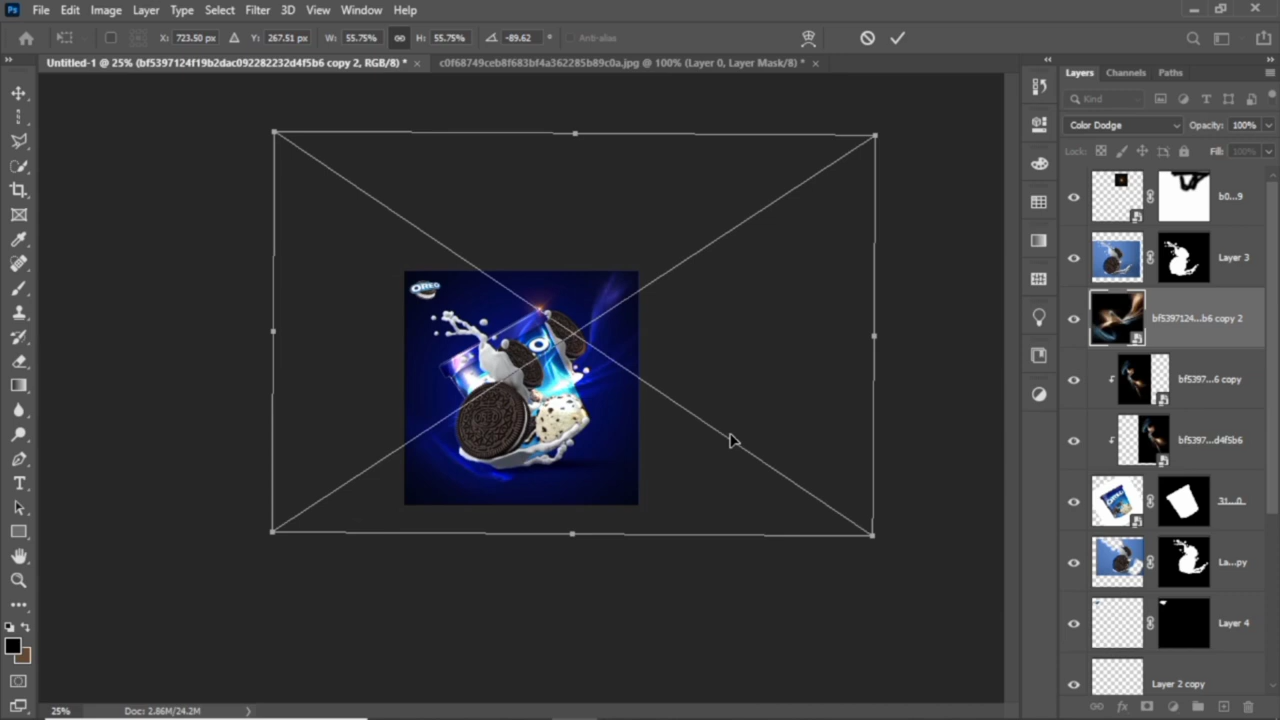 Ps File Edit Image Layer Type Select Filter 3D View Window Help
X: 723.50 px Y: 267.51 px W: 55.75% H: 55.75% -89.62 ° Anti-alias
Untitled-1 @ 25% (bf5397124f19b2dac092282232d4f5b6 copy 2, RGB/8) * × c0f68749ceb8f683bf4a362285b89c0a.jpg @ 100% (Layer 0, Layer Mask/8) * ×
Layers Channels Paths
Kind
Color Dodge Opacity: 100%
Lock: Fill: 100%
b0...9
Layer 3
bf5397124...b6 copy 2
bf5397...6 copy
bf5397...d4f5b6
31...0
La...py
Layer 4
Layer 2 copy
OREO
25% Doc: 2.86M/24.2M